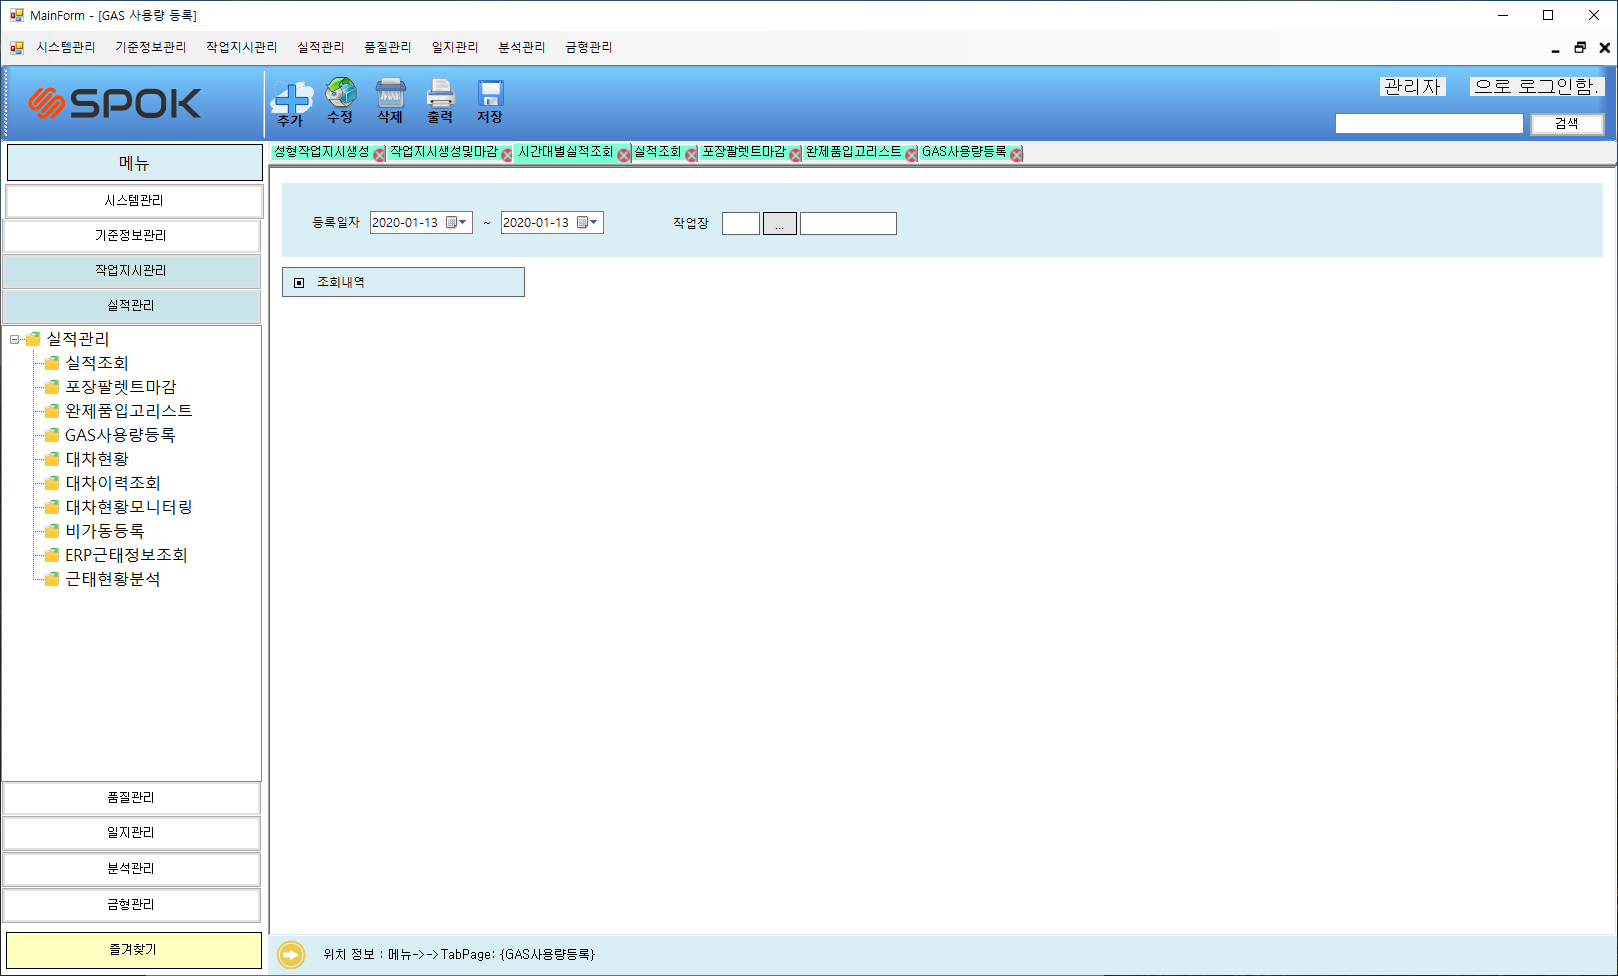 MainForm - [GAS 사용량 등록]
시스템관리 기준정보관리 작업지시관리 실적관리 품질관리 일지관리 분석관리 금형관리
SPOK
추가 수정 삭제 출력 저장
관리자 으로 로그인함.
검색
메뉴
성형작업지시생성 작업지시생성및마감 시간대별실적조회 실적조회 포장팔렛트마감 완제품입고리스트 GAS사용량등록
시스템관리
기준정보관리
작업지시관리
실적관리
등록일자 2020-01-13 ~ 2020-01-13 작업장 ...
조회내역
실적관리
실적조회
포장팔렛트마감
완제품입고리스트
GAS사용량등록
대차현황
대차이력조회
대차현황모니터링
비가동등록
ERP근태정보조회
근태현황분석
품질관리
일지관리
분석관리
금형관리
즐겨찾기
위치 정보 : 메뉴->->TabPage: {GAS사용량등록}